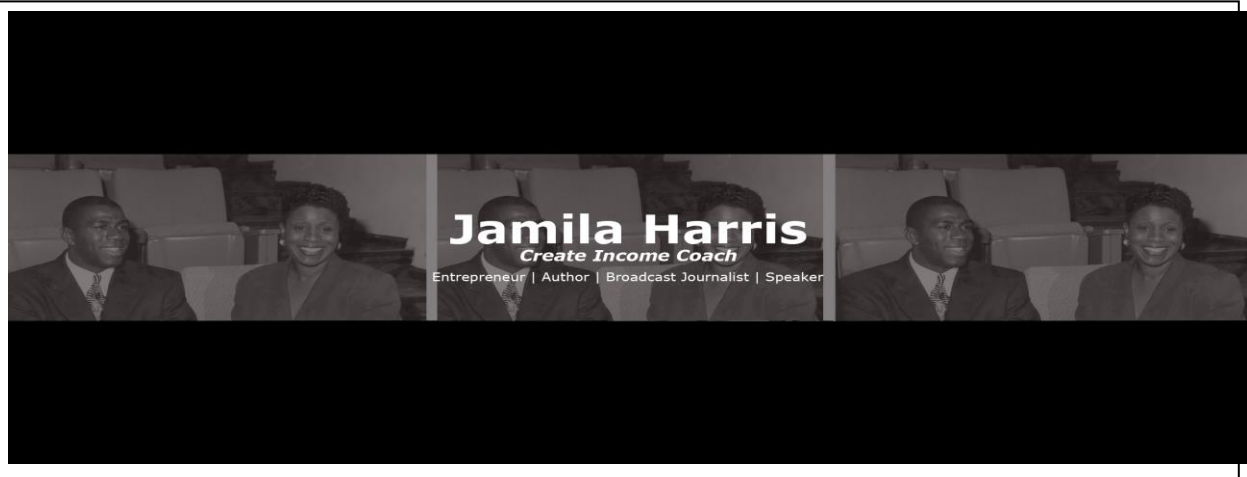 Jamila Harris
Create Income Coach
Entrepreneur | Author | Broadcast Journalist | Speaker